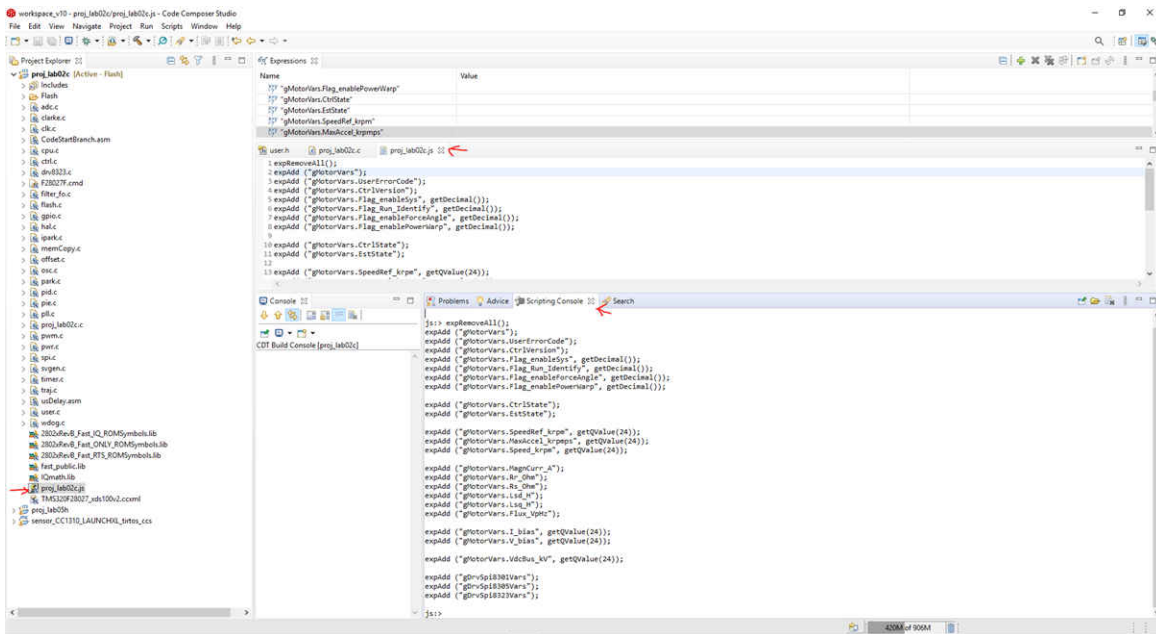 workspace_v10 - proj_lab02c/proj_lab02c.js - Code Composer Studio
File Edit View Navigate Project Run Scripts Window Help
Project Explorer
proj_lab02c [Active - Flash]
Includes
Flash
adc.c
clarke.c
clk.c
CodeStartBranch.asm
cpu.c
ctrl.c
drv8323.c
F28027F.cmd
filter_fo.c
flash.c
gpio.c
hal.c
ipark.c
memCopy.c
offset.c
osc.c
park.c
pid.c
pie.c
pll.c
proj_lab02c.c
pwm.c
pwr.c
spi.c
svgen.c
timer.c
traj.c
usDelay.asm
user.c
wdog.c
2802xRevB_Fast_IQ_ROMSymbols.lib
2802xRevB_Fast_ONLY_ROMSymbols.lib
2802xRevB_Fast_RTS_ROMSymbols.lib
fast_public.lib
IQmath.lib
proj_lab02c.js
TMS320F28027_xds100v2.ccxml
proj_lab05h
sensor_CC1310_LAUNCHXL_tirtos_ccs
Expressions
Name Value
"gMotorVars.Flag_enablePowerWarp"
"gMotorVars.CtrlState"
"gMotorVars.EstState"
"gMotorVars.SpeedRef_krpm"
"gMotorVars.MaxAccel_krpmps"
user.h proj_lab02c.c proj_lab02c.js
1 expRemoveAll();
2 expAdd ("gMotorVars");
3 expAdd ("gMotorVars.UserErrorCode");
4 expAdd ("gMotorVars.CtrlVersion");
5 expAdd ("gMotorVars.Flag_enableSys", getDecimal());
6 expAdd ("gMotorVars.Flag_Run_Identify", getDecimal());
7 expAdd ("gMotorVars.Flag_enableForceAngle", getDecimal());
8 expAdd ("gMotorVars.Flag_enablePowerWarp", getDecimal());
9
10 expAdd ("gMotorVars.CtrlState");
11 expAdd ("gMotorVars.EstState");
12
13 expAdd ("gMotorVars.SpeedRef_krpm", getQValue(24));
Console
CDT Build Console [proj_lab02c]
Problems Advice Scripting Console Search
js:> expRemoveAll();
expAdd ("gMotorVars");
expAdd ("gMotorVars.UserErrorCode");
expAdd ("gMotorVars.CtrlVersion");
expAdd ("gMotorVars.Flag_enableSys", getDecimal());
expAdd ("gMotorVars.Flag_Run_Identify", getDecimal());
expAdd ("gMotorVars.Flag_enableForceAngle", getDecimal());
expAdd ("gMotorVars.Flag_enablePowerWarp", getDecimal());
expAdd ("gMotorVars.CtrlState");
expAdd ("gMotorVars.EstState");
expAdd ("gMotorVars.SpeedRef_krpm", getQValue(24));
expAdd ("gMotorVars.MaxAccel_krpmps", getQValue(24));
expAdd ("gMotorVars.Speed_krpm", getQValue(24));
expAdd ("gMotorVars.MagnCurr_A");
expAdd ("gMotorVars.Rr_Ohm");
expAdd ("gMotorVars.Rs_Ohm");
expAdd ("gMotorVars.Lsd_H");
expAdd ("gMotorVars.Lsq_H");
expAdd ("gMotorVars.Flux_VpHz");
expAdd ("gMotorVars.I_bias", getQValue(24));
expAdd ("gMotorVars.V_bias", getQValue(24));
expAdd ("gMotorVars.VdcBus_kV", getQValue(24));
expAdd ("gDrvSpi8301Vars");
expAdd ("gDrvSpi8305Vars");
expAdd ("gDrvSpi8323Vars");
js:>
420M of 906M